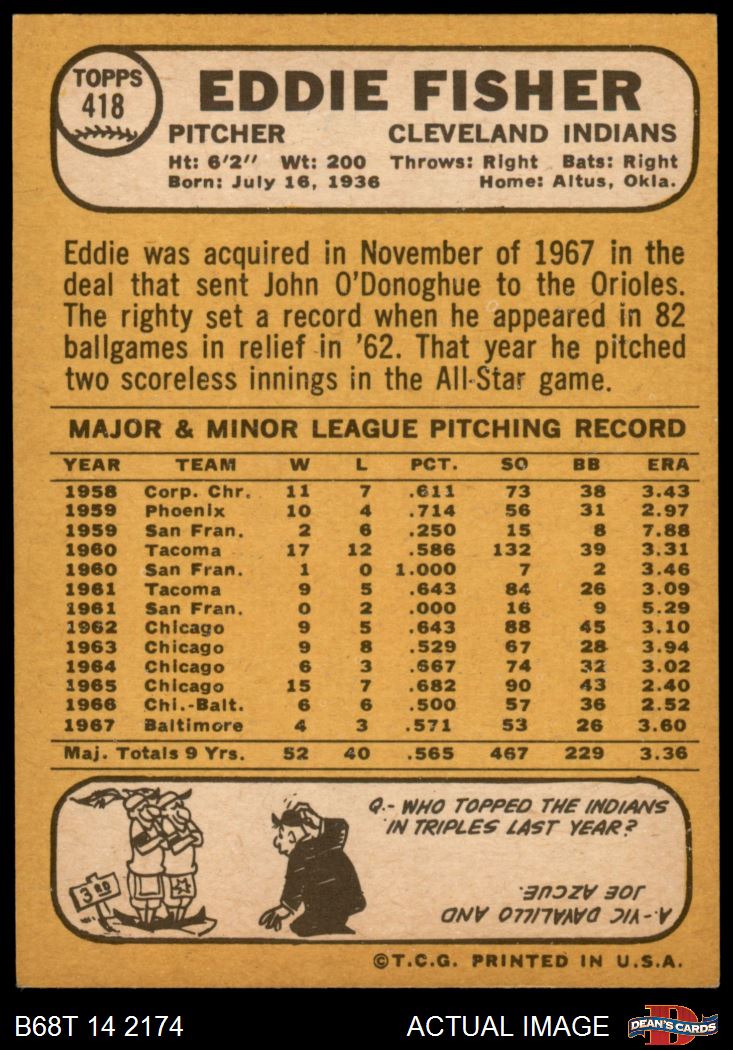 TOPPS
418
EDDIE FISHER
PITCHER CLEVELAND INDIANS
Ht: 6'2" Wt: 200 Throws: Right Bats: Right
Born: July 16, 1936 Home: Altus, Okla.
Eddie was acquired in November of 1967 in the
deal that sent John O'Donoghue to the Orioles.
The righty set a record when he appeared in 82
ballgames in relief in '62. That year he pitched
two scoreless innings in the All-Star game.
MAJOR & MINOR LEAGUE PITCHING RECORD
YEAR TEAM W L PCT. SO BB ERA
1958 Corp. Chr. 11 7 .611 73 38 3.43
1959 Phoenix 10 4 .714 56 31 2.97
1959 San Fran. 2 6 .250 15 8 7.88
1960 Tacoma 17 12 .586 132 39 3.31
1960 San Fran. 1 0 1.000 7 2 3.46
1961 Tacoma 9 5 .643 84 26 3.09
1961 San Fran. 0 2 .000 16 9 5.29
1962 Chicago 9 5 .643 88 45 3.10
1963 Chicago 9 8 .529 67 28 3.94
1964 Chicago 6 3 .667 74 32 3.02
1965 Chicago 15 7 .682 90 43 2.40
1966 Chi.-Balt. 6 6 .500 57 36 2.52
1967 Baltimore 4 3 .571 53 26 3.60
Maj. Totals 9 Yrs. 52 40 .565 467 229 3.36
3 RD
Q.- WHO TOPPED THE INDIANS
IN TRIPLES LAST YEAR?
A.- VIC DAVALILLO AND
JOE AZCUE.
©T.C.G. PRINTED IN U.S.A.
B68T 14 2174 ACTUAL IMAGE DEAN'S CARDS